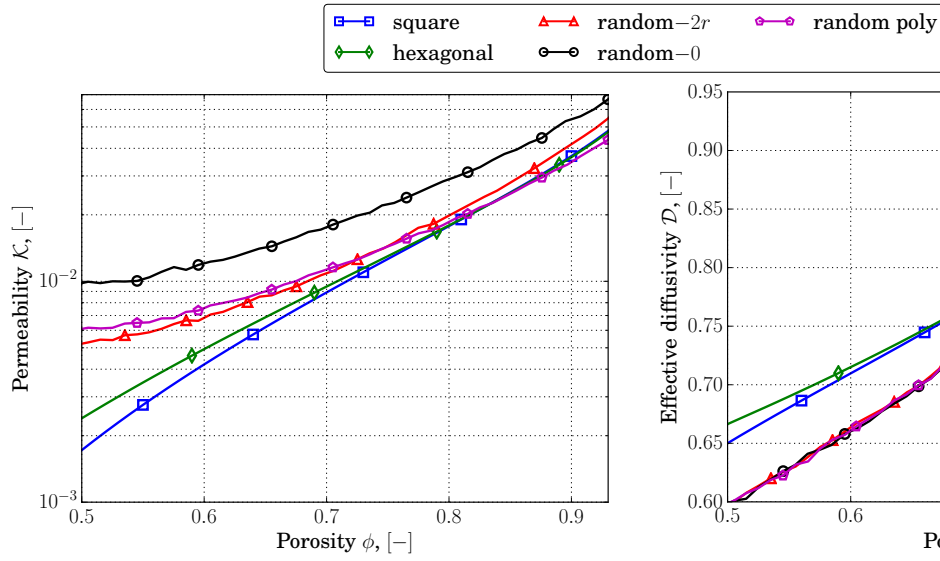 square
random−2r
random poly
hexagonal
random−0
Permeability 𝒦, [−]
10⁻²
10⁻³
0.5 0.6 0.7 0.8 0.9
Porosity ϕ, [−]
Effective diffusivity 𝒟, [−]
0.95
0.90
0.85
0.80
0.75
0.70
0.65
0.60
0.5 0.6
Po